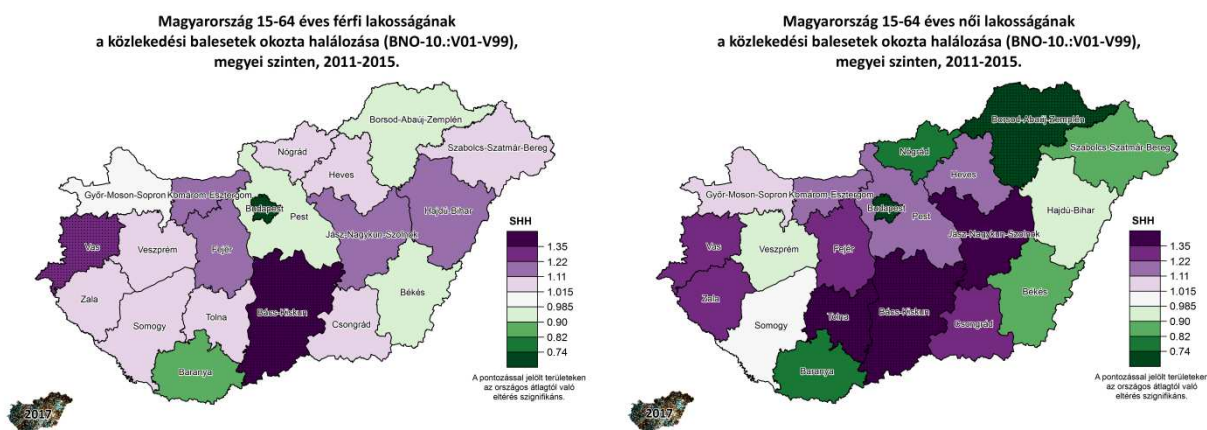 Magyarország 15-64 éves férfi lakosságának
a közlekedési balesetek okozta halálozása (BNO-10.:V01-V99),
megyei szinten, 2011-2015.
Borsod-Abaúj-Zemplén
Szabolcs-Szatmár-Bereg
Nógrád
Heves
Győr-Moson-Sopron
Komárom-Esztergom
Budapest
Pest
Hajdú-Bihar
Jász-Nagykun-Szolnok
Vas
Veszprém
Fejér
Zala
Somogy
Tolna
Bács-Kiskun
Békés
Csongrád
Baranya
SHH
1.35
1.22
1.11
1.015
0.985
0.90
0.82
0.74
A pontozással jelölt területeken
az országos átlagtól való
eltérés szignifikáns.
2017
Magyarország 15-64 éves női lakosságának
a közlekedési balesetek okozta halálozása (BNO-10.:V01-V99),
megyei szinten, 2011-2015.
Borsod-Abaúj-Zemplén
Szabolcs-Szatmár-Bereg
Nógrád
Heves
Győr-Moson-Sopron
Komárom-Esztergom
Budapest
Pest
Hajdú-Bihar
Jász-Nagykun-Szolnok
Vas
Veszprém
Fejér
Zala
Somogy
Tolna
Bács-Kiskun
Békés
Csongrád
Baranya
SHH
1.35
1.22
1.11
1.015
0.985
0.90
0.82
0.74
A pontozással jelölt területeken
az országos átlagtól való
eltérés szignifikáns.
2017